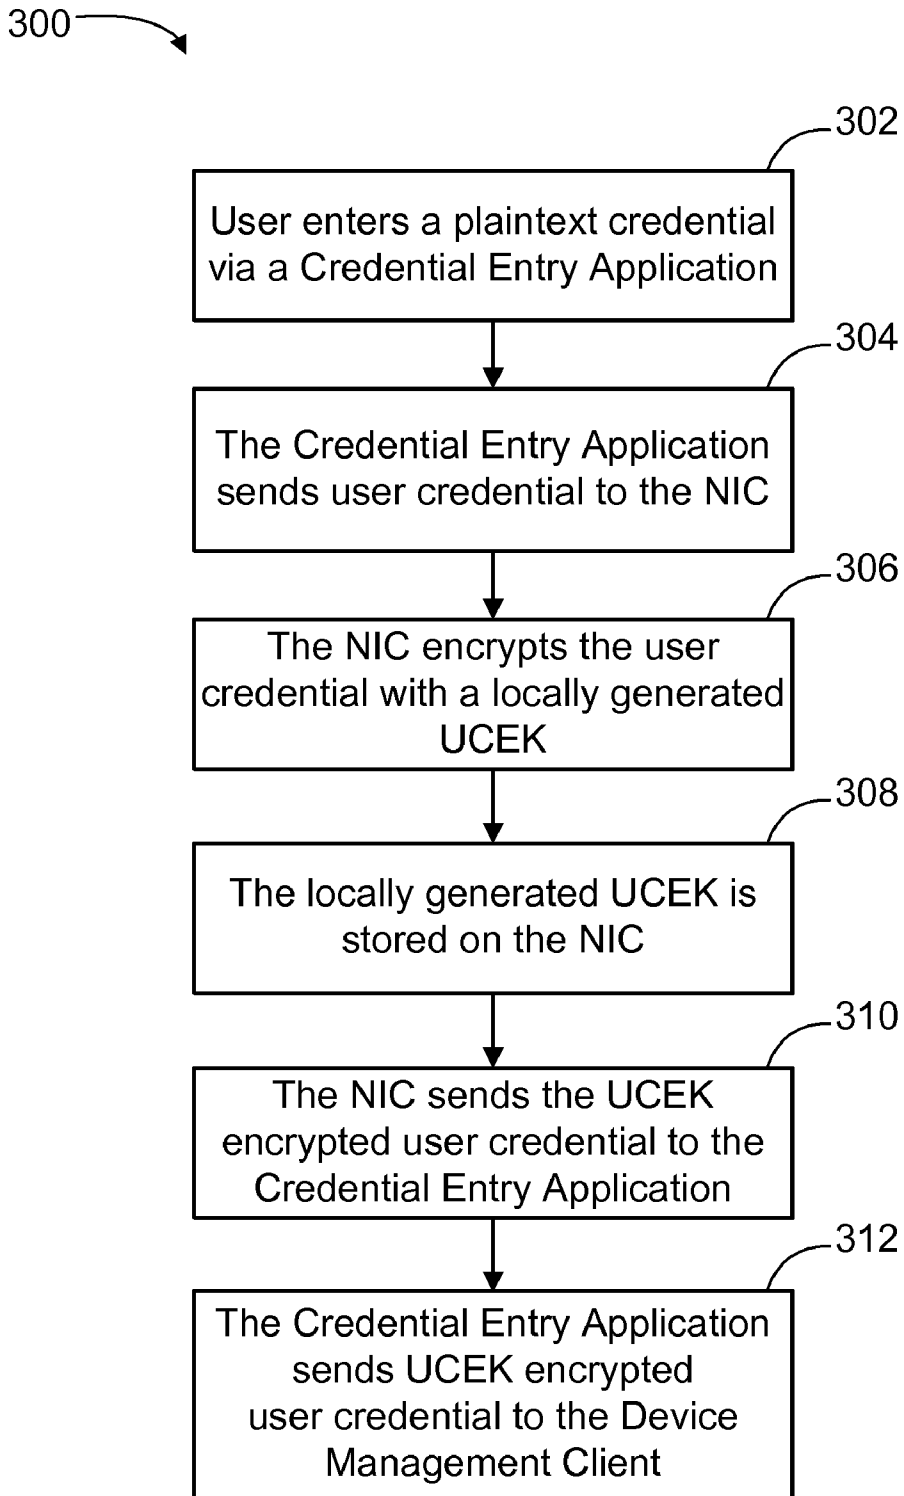 300
302
User enters a plaintext credential
via a Credential Entry Application
304
The Credential Entry Application
sends user credential to the NIC
306
The NIC encrypts the user
credential with a locally generated
UCEK
308
The locally generated UCEK is
stored on the NIC
310
The NIC sends the UCEK
encrypted user credential to the
Credential Entry Application
312
The Credential Entry Application
sends UCEK encrypted
user credential to the Device
Management Client